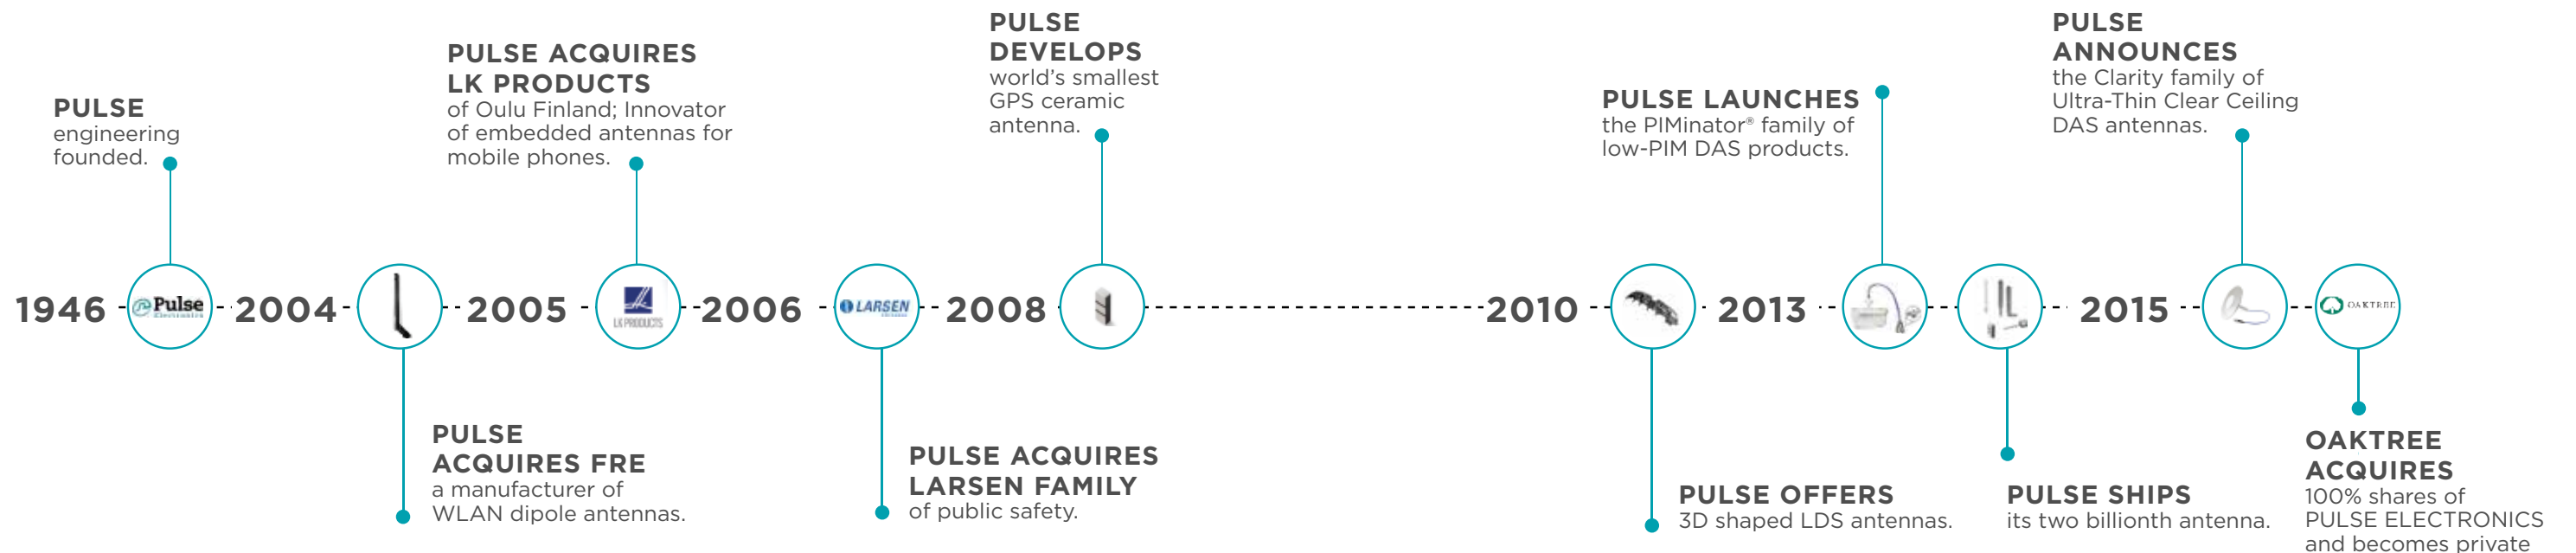 1946
PULSE
engineering
founded.
Pulse
Electronics
2004
PULSE
ACQUIRES FRE
a manufacturer of
WLAN dipole antennas.
2005
PULSE ACQUIRES
LK PRODUCTS
of Oulu Finland; Innovator
of embedded antennas for
mobile phones.
LK PRODUCTS
2006
LARSEN
PULSE ACQUIRES
LARSEN FAMILY
of public safety.
2008
PULSE
DEVELOPS
world’s smallest
GPS ceramic
antenna.
2010
PULSE OFFERS
3D shaped LDS antennas.
2013
PULSE LAUNCHES
the PIMinator® family of
low-PIM DAS products.
PULSE SHIPS
its two billionth antenna.
2015
PULSE
ANNOUNCES
the Clarity family of
Ultra-Thin Clear Ceiling
DAS antennas.
OAKTREE
OAKTREE
ACQUIRES
100% shares of
PULSE ELECTRONICS
and becomes private